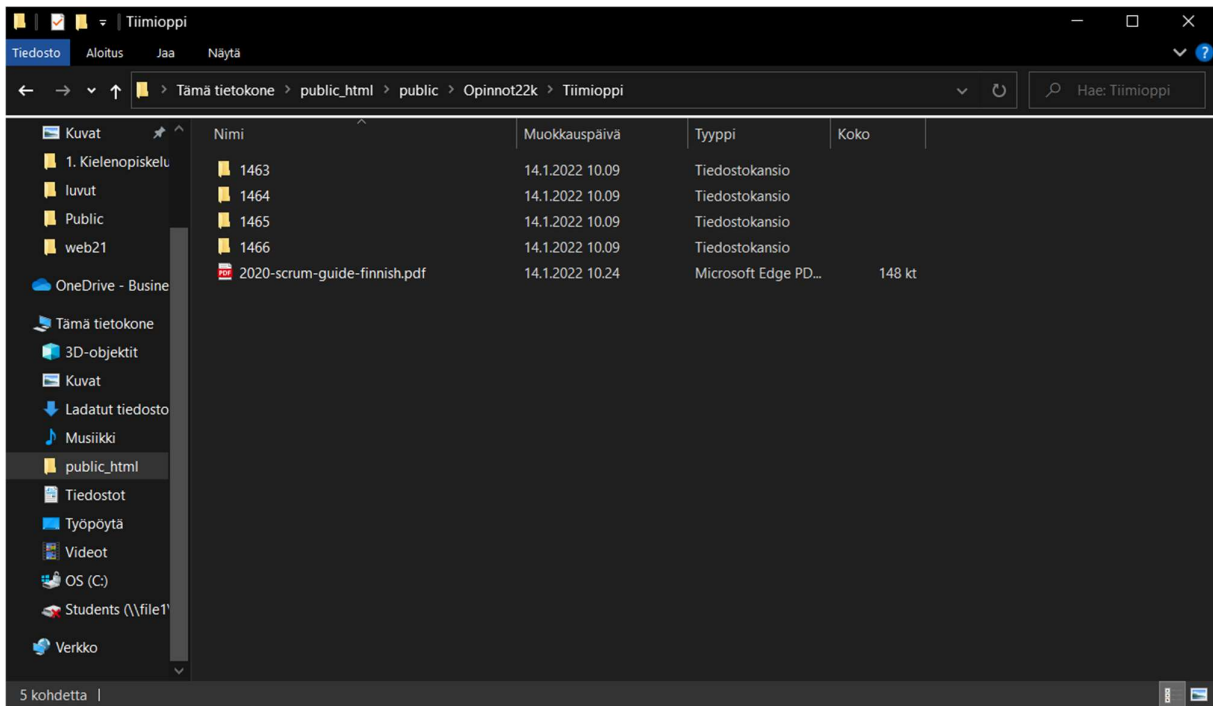 Tiimioppi
Tiedosto Aloitus Jaa Näytä
Tämä tietokone > public_html > public > Opinnot22k > Tiimioppi
Hae: Tiimioppi
Kuvat
1. Kielenopiskelu
luvut
Public
web21
OneDrive - Busine
Tämä tietokone
3D-objektit
Kuvat
Ladatut tiedosto
Musiikki
public_html
Tiedostot
Työpöytä
Videot
OS (C:)
Students (\\file1\
Verkko
Nimi Muokkauspäivä Tyyppi Koko
1463 14.1.2022 10.09 Tiedostokansio
1464 14.1.2022 10.09 Tiedostokansio
1465 14.1.2022 10.09 Tiedostokansio
1466 14.1.2022 10.09 Tiedostokansio
PDF 2020-scrum-guide-finnish.pdf 14.1.2022 10.24 Microsoft Edge PD... 148 kt
5 kohdetta